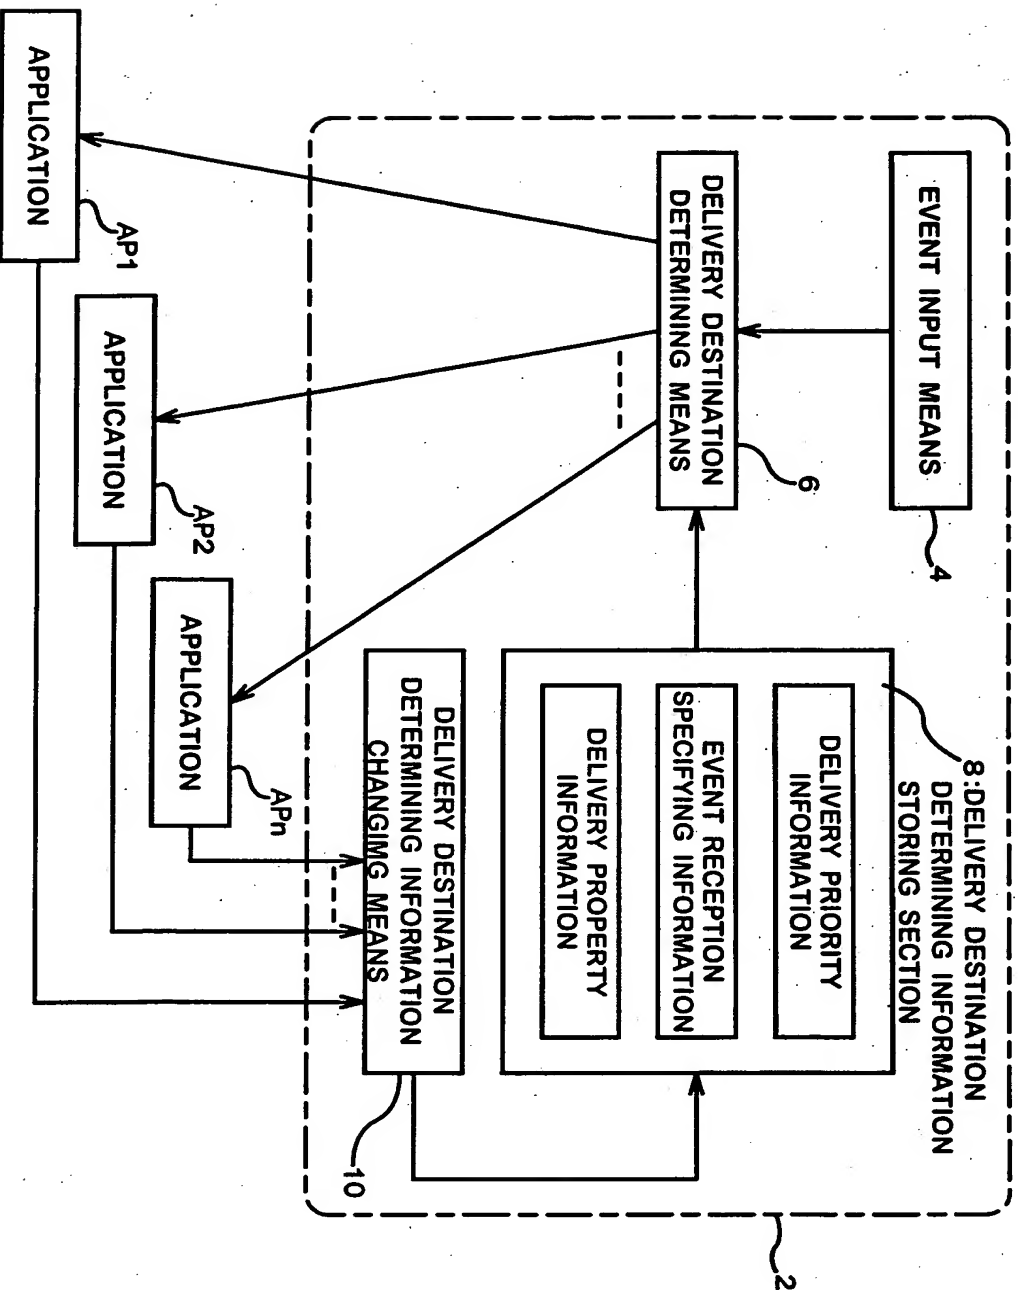 2
EVENT INPUT MEANS
4
8:DELIVERY DESTINATION
DETERMINING INFORMATION
STORING SECTION
DELIVERY PRIORITY
INFORMATION
EVENT RECEPTION
SPECIFYING INFORMATION
DELIVERY PROPERTY
INFORMATION
DELIVERY DESTINATION
DETERMINING MEANS
6
DELIVERY DESTINATION
DETERMINING INFORMATION
CHANGIMG MEANS
10
APPLICATION
APn
APPLICATION
AP2
APPLICATION
AP1